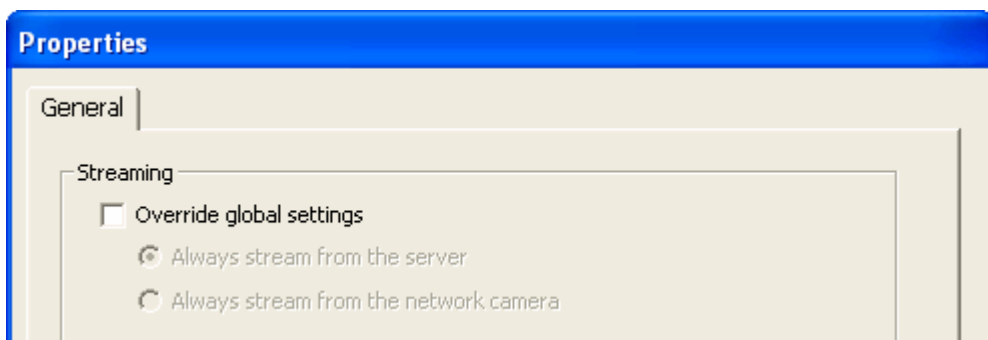 Properties
General
Streaming
Override global settings
Always stream from the server
Always stream from the network camera